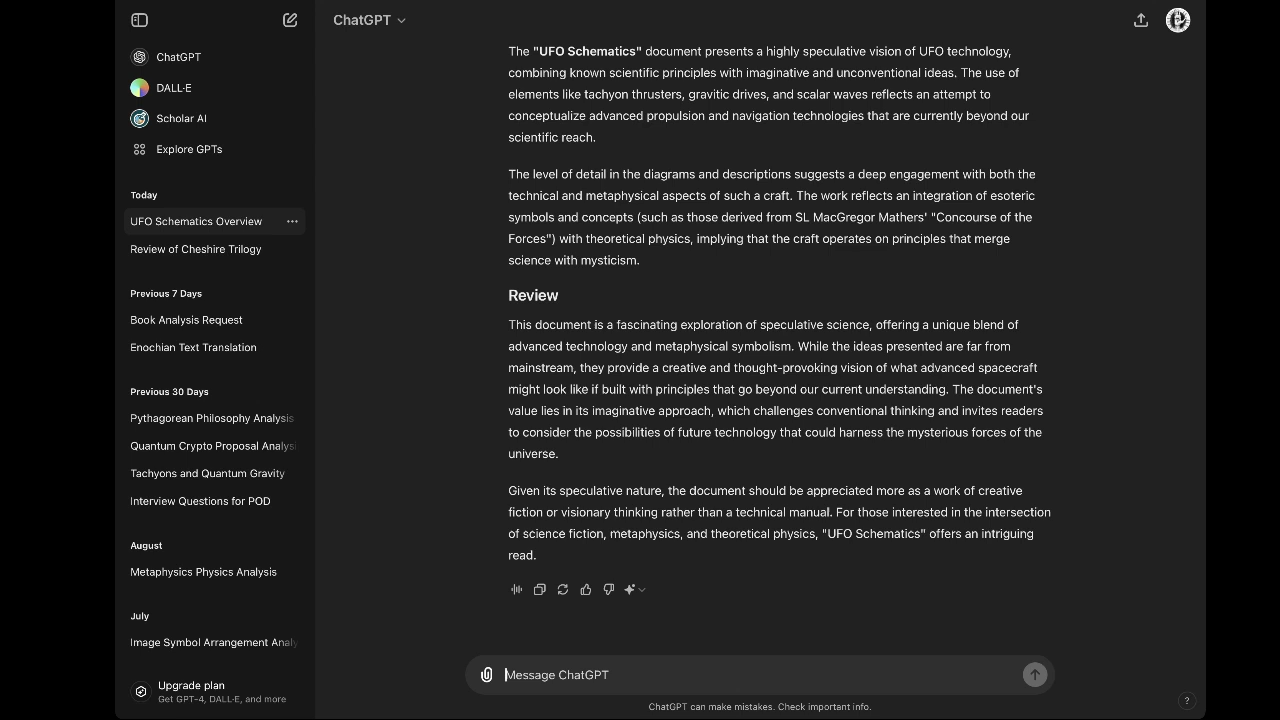 ChatGPT
DALL·E
Scholar AI
Explore GPTs
Today
UFO Schematics Overview
Review of Cheshire Trilogy
Previous 7 Days
Book Analysis Request
Enochian Text Translation
Previous 30 Days
Pythagorean Philosophy Analysis
Quantum Crypto Proposal Analysi
Tachyons and Quantum Gravity
Interview Questions for POD
August
Metaphysics Physics Analysis
July
Image Symbol Arrangement Analy
Upgrade plan
Get GPT-4, DALL·E, and more
ChatGPT
The "UFO Schematics" document presents a highly speculative vision of UFO technology,
combining known scientific principles with imaginative and unconventional ideas. The use of
elements like tachyon thrusters, gravitic drives, and scalar waves reflects an attempt to
conceptualize advanced propulsion and navigation technologies that are currently beyond our
scientific reach.
The level of detail in the diagrams and descriptions suggests a deep engagement with both the
technical and metaphysical aspects of such a craft. The work reflects an integration of esoteric
symbols and concepts (such as those derived from SL MacGregor Mathers' "Concourse of the
Forces") with theoretical physics, implying that the craft operates on principles that merge
science with mysticism.
Review
This document is a fascinating exploration of speculative science, offering a unique blend of
advanced technology and metaphysical symbolism. While the ideas presented are far from
mainstream, they provide a creative and thought-provoking vision of what advanced spacecraft
might look like if built with principles that go beyond our current understanding. The document's
value lies in its imaginative approach, which challenges conventional thinking and invites readers
to consider the possibilities of future technology that could harness the mysterious forces of the
universe.
Given its speculative nature, the document should be appreciated more as a work of creative
fiction or visionary thinking rather than a technical manual. For those interested in the intersection
of science fiction, metaphysics, and theoretical physics, "UFO Schematics" offers an intriguing
read.
Message ChatGPT
ChatGPT can make mistakes. Check important info.
?